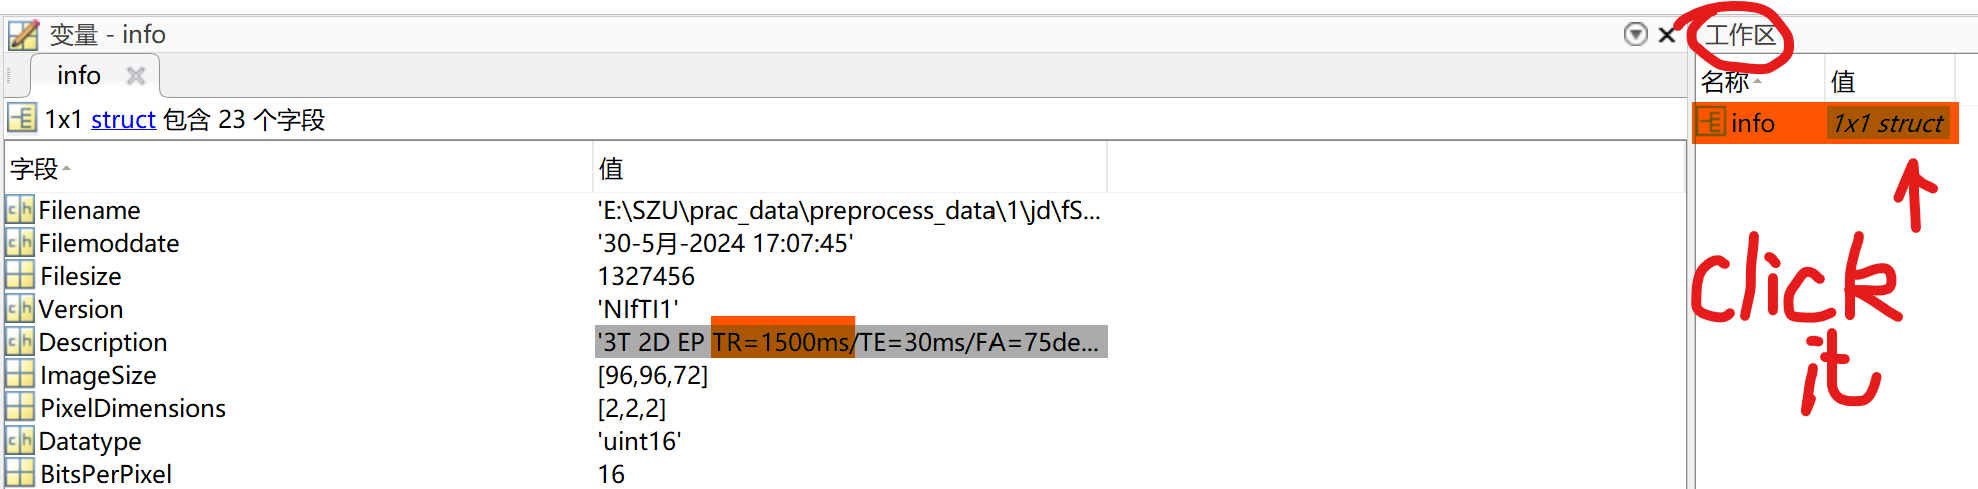 变量 - info
info
1x1 struct 包含 23 个字段
字段 值
Filename 'E:\SZU\prac_data\preprocess_data\1\jd\fS...
Filemoddate '30-5月-2024 17:07:45'
Filesize 1327456
Version 'NIfTI1'
Description '3T 2D EP TR=1500ms/TE=30ms/FA=75de...
ImageSize [96,96,72]
PixelDimensions [2,2,2]
Datatype 'uint16'
BitsPerPixel 16
工作区
名称 值
info 1x1 struct
click
it